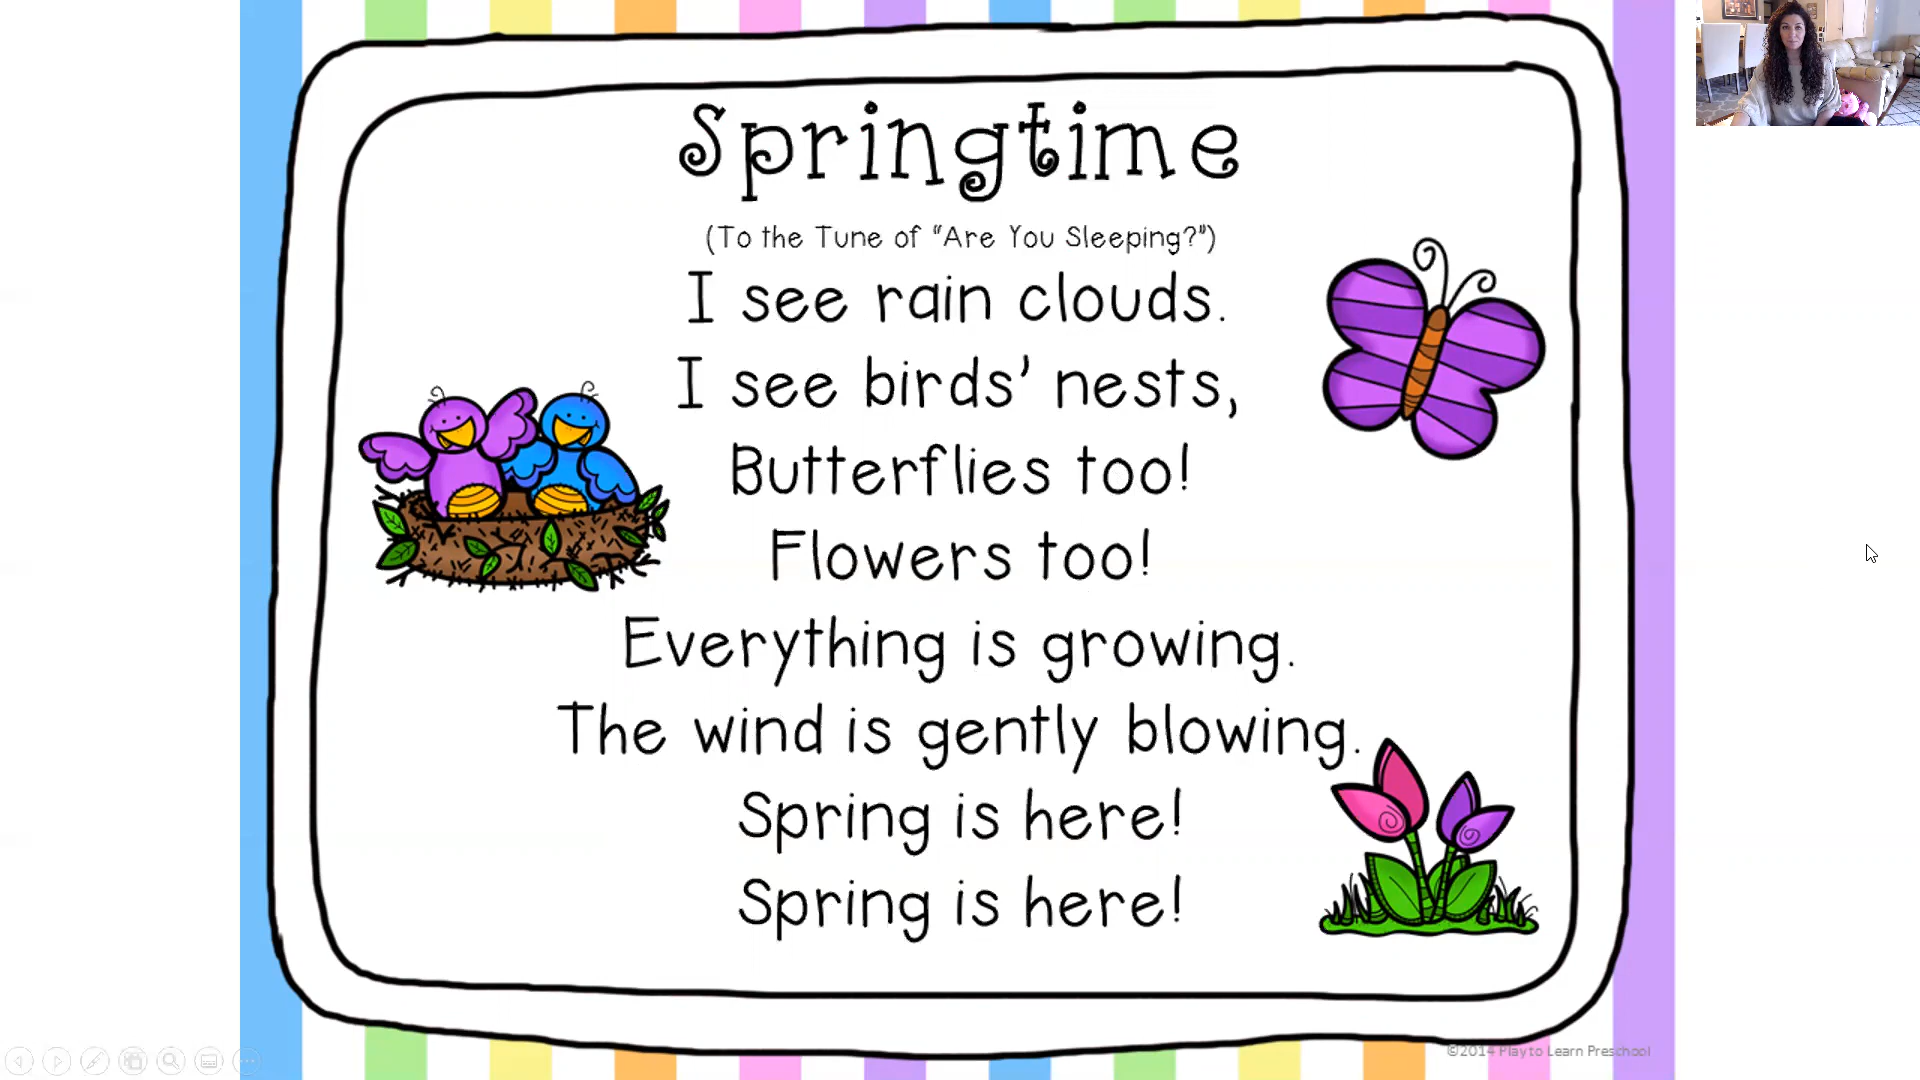 Springtime
(To the Tune of "Are You Sleeping?")
I see rain clouds.
I see birds' nests,
Butterflies too!
Flowers too!
Everything is growing.
The wind is gently blowing.
Spring is here!
Spring is here!
©2014 Play to Learn Preschool